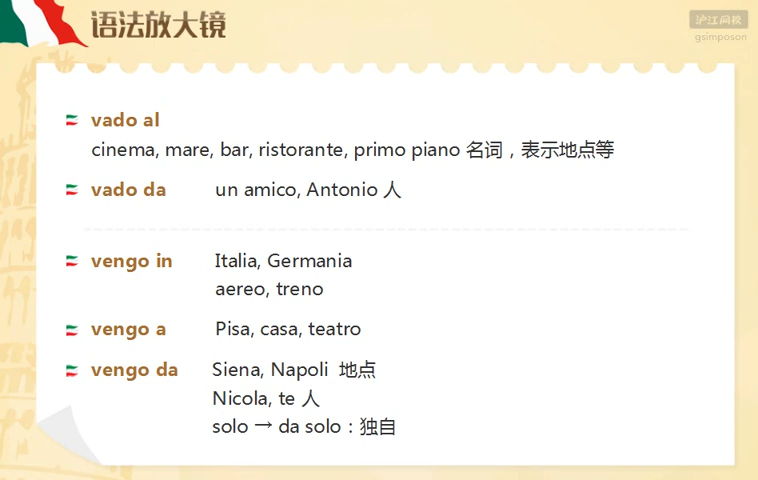 语法放大镜
沪江网校
gsimposon
vado al
cinema, mare, bar, ristorante, primo piano 名词，表示地点等
vado da un amico, Antonio 人
vengo in Italia, Germania
aereo, treno
vengo a Pisa, casa, teatro
vengo da Siena, Napoli 地点
Nicola, te 人
solo → da solo：独自